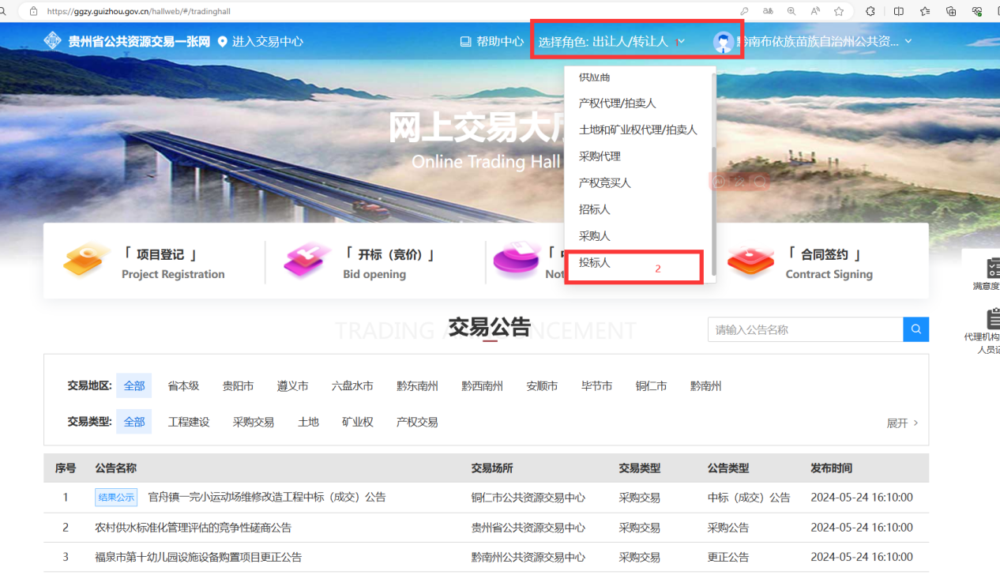 https://ggzy.guizhou.gov.cn/hallweb/#/tradinghall
贵州省公共资源交易一张网 进入交易中心 帮助中心 选择角色: 出让人/转让人 1 黔南布依族苗族自治州公共资...
供应商
产权代理/拍卖人
土地和矿业权代理/拍卖人
采购代理
产权竞买人
招标人
采购人
投标人 2
网上交易大
Online Trading Hall
「 项目登记 」
Project Registration
「 开标（竞价）」
Bid opening
「
Not
「 合同签约 」
Contract Signing
满意度
代理机构
人员
TRADING ANNOUNCEMENT
交易公告
请输入公告名称
交易地区: 全部 省本级 贵阳市 遵义市 六盘水市 黔东南州 黔西南州 安顺市 毕节市 铜仁市 黔南州
交易类型: 全部 工程建设 采购交易 土地 矿业权 产权交易 展开 >
序号 公告名称 交易场所 交易类型 公告类型 发布时间
1 结果公示 官舟镇一完小运动场维修改造工程中标（成交）公告 铜仁市公共资源交易中心 采购交易 中标（成交）公告 2024-05-24 16:10:00
2 农村供水标准化管理评估的竞争性磋商公告 贵州省公共资源交易中心 采购交易 采购公告 2024-05-24 16:10:00
3 福泉市第十幼儿园设施设备购置项目更正公告 黔南州公共资源交易中心 采购交易 更正公告 2024-05-24 16:10:00